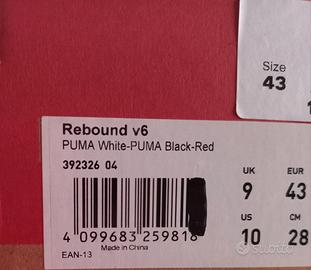 Size
43
Rebound v6
PUMA White-PUMA Black-Red
392326 04
UK EUR
9 43
US CM
10 28
4 099683 259818
EAN-13
Made in China
subito